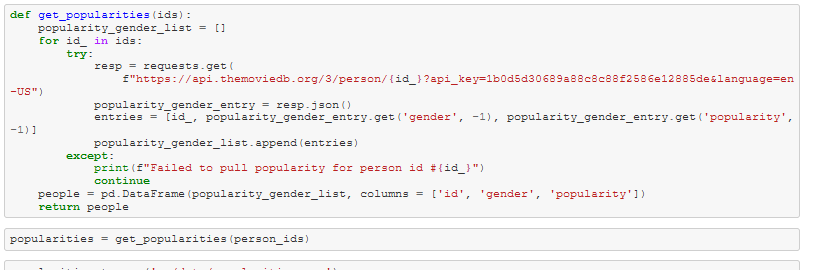 def get_popularities(ids):
popularity_gender_list = []
for id_ in ids:
try:
resp = requests.get(
f"https://api.themoviedb.org/3/person/{id_}?api_key=1b0d5d30689a88c8c88f2586e12885de&language=en
-US")
popularity_gender_entry = resp.json()
entries = [id_, popularity_gender_entry.get('gender', -1), popularity_gender_entry.get('popularity',
-1)]
popularity_gender_list.append(entries)
except:
print(f"Failed to pull popularity for person id #{id_}")
continue
people = pd.DataFrame(popularity_gender_list, columns = ['id', 'gender', 'popularity'])
return people
popularities = get_popularities(person_ids)